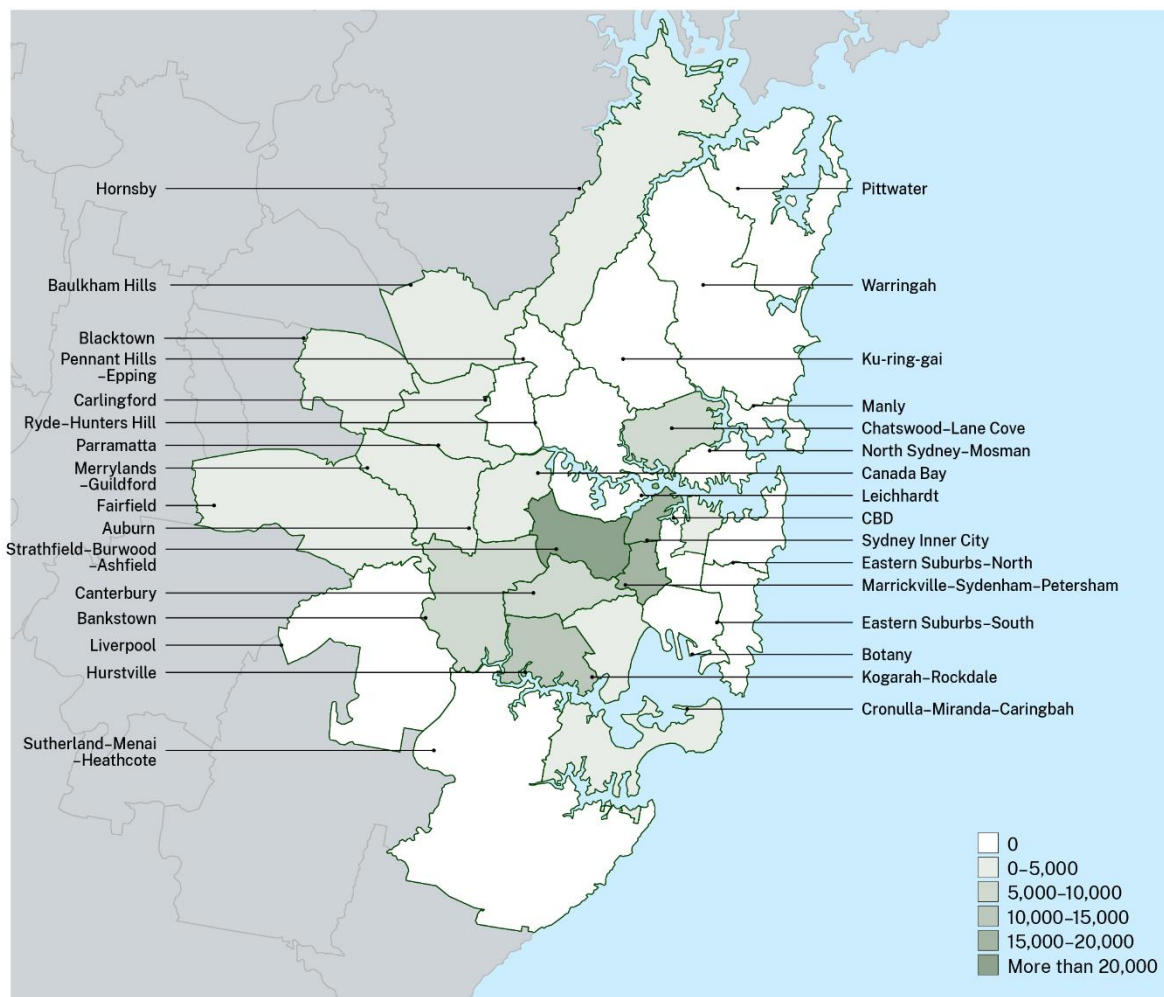 Hornsby
Baulkham Hills
Blacktown
Pennant Hills
–Epping
Carlingford
Ryde–Hunters Hill
Parramatta
Merrylands
–Guildford
Fairfield
Auburn
Strathfield–Burwood
–Ashfield
Canterbury
Bankstown
Liverpool
Hurstville
Sutherland–Menai
–Heathcote
Pittwater
Warringah
Ku-ring-gai
Manly
Chatswood–Lane Cove
North Sydney–Mosman
Canada Bay
Leichhardt
CBD
Sydney Inner City
Eastern Suburbs–North
Marrickville–Sydenham–Petersham
Eastern Suburbs–South
Botany
Kogarah–Rockdale
Cronulla–Miranda–Caringbah
0
0–5,000
5,000–10,000
10,000–15,000
15,000–20,000
More than 20,000